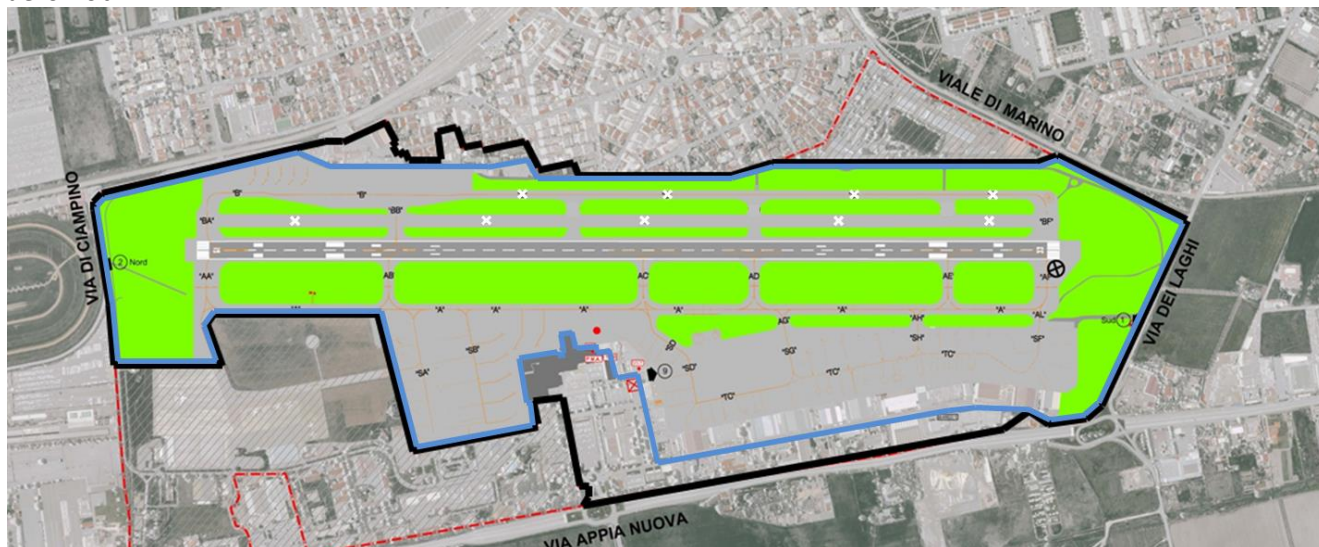 VIALE DI MARINO
VIA DI CIAMPINO
VIA DEI LAGHI
"B"
"B"
"BB"
"BA"
"BF"
2 Nord
"AA"
AB
AC
AD
AE
"A"
"A"
"A"
"A"
"A"
"A"
"AL"
Sud 1
AG
"AH"
"SB"
"SG"
"SH"
"SF"
"SA"
9
"SD"
"TC"
"TC"
"TC"
VIA APPIA NUOVA